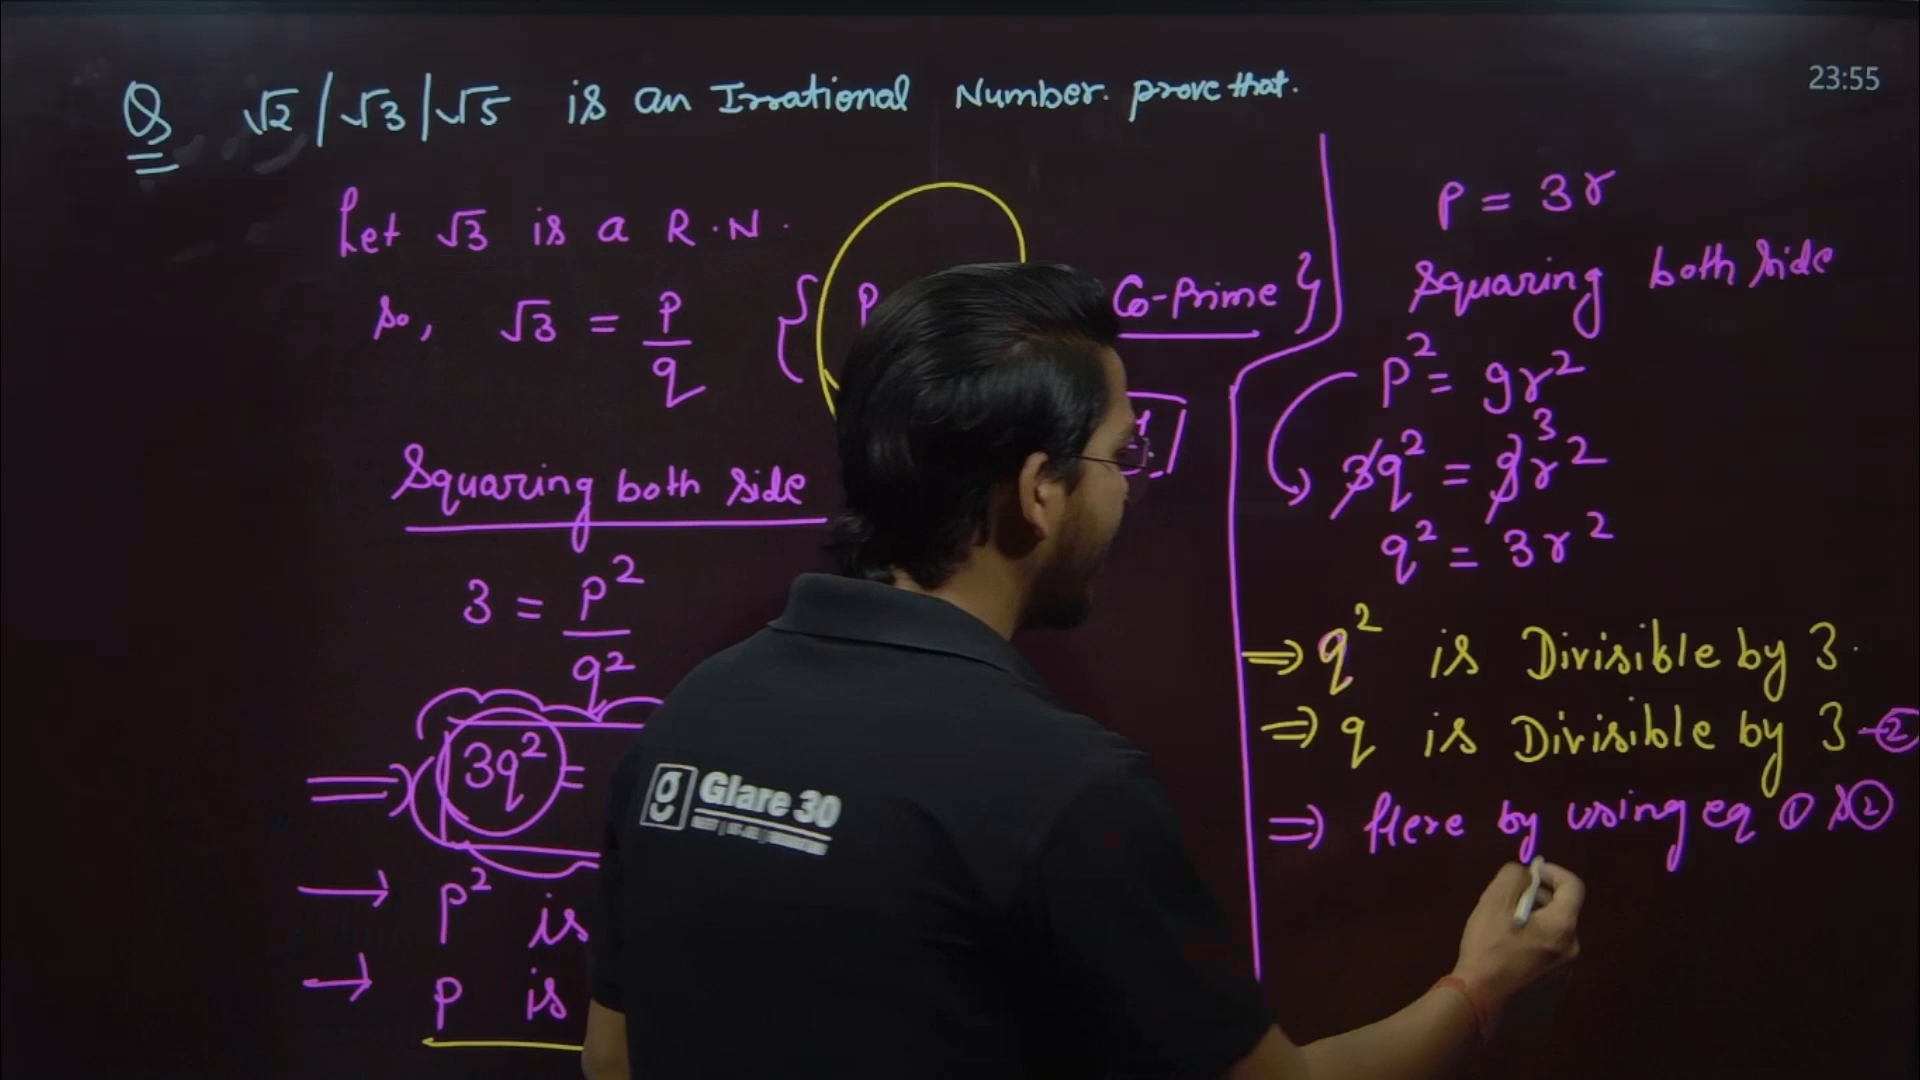 Q √2/√3/√5 is an Irrational Number. prove that.
23:55
Let √3 is a R.N.
So, √3 = p/q { p Co-Prime }
Squaring both side
3 = p²/q²
⇒ 3q² =
→ p² is
→ p is
p = 3r
Squaring both side
p² = 9r²
3q² = 9r² 3
q² = 3r²
⇒ q² is Divisible by 3.
⇒ q is Divisible by 3 - ②
⇒ Here by using eq ① & ②
g Glare 30